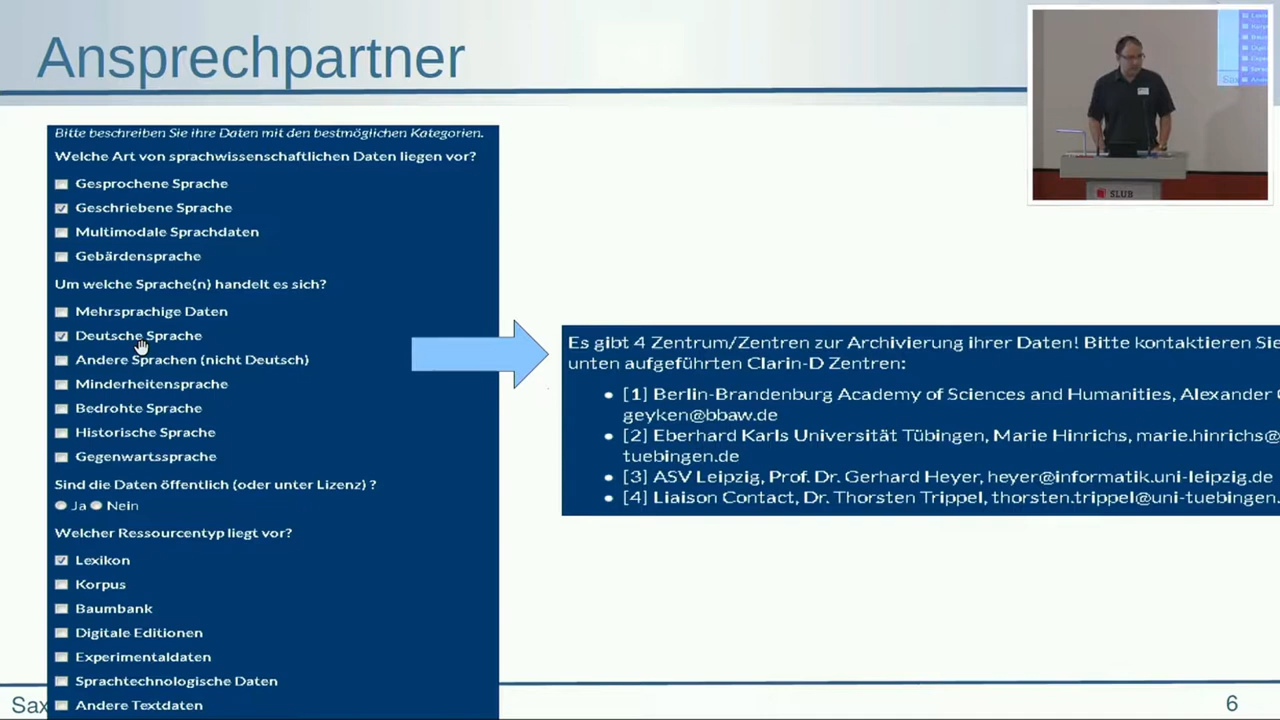 Ansprechpartner
Bitte beschreiben Sie ihre Daten mit den bestmöglichen Kategorien.
Welche Art von sprachwissenschaftlichen Daten liegen vor?
Gesprochene Sprache
Geschriebene Sprache
Multimodale Sprachdaten
Gebärdensprache
Um welche Sprache(n) handelt es sich?
Mehrsprachige Daten
Deutsche Sprache
Andere Sprachen (nicht Deutsch)
Minderheitensprache
Bedrohte Sprache
Historische Sprache
Gegenwartssprache
Sind die Daten öffentlich (oder unter Lizenz) ?
Ja Nein
Welcher Ressourcentyp liegt vor?
Lexikon
Korpus
Baumbank
Digitale Editionen
Experimentaldaten
Sprachtechnologische Daten
Andere Textdaten
Es gibt 4 Zentrum/Zentren zur Archivierung ihrer Daten! Bitte kontaktieren Sie
unten aufgeführten Clarin-D Zentren:
[1] Berlin-Brandenburg Academy of Sciences and Humanities, Alexander
geyken@bbaw.de
[2] Eberhard Karls Universität Tübingen, Marie Hinrichs, marie.hinrichs@
tuebingen.de
[3] ASV Leipzig, Prof. Dr. Gerhard Heyer, heyer@informatik.uni-leipzig.de
[4] Liaison Contact, Dr. Thorsten Trippel, thorsten.trippel@uni-tuebingen.
SLUB
Sax
6